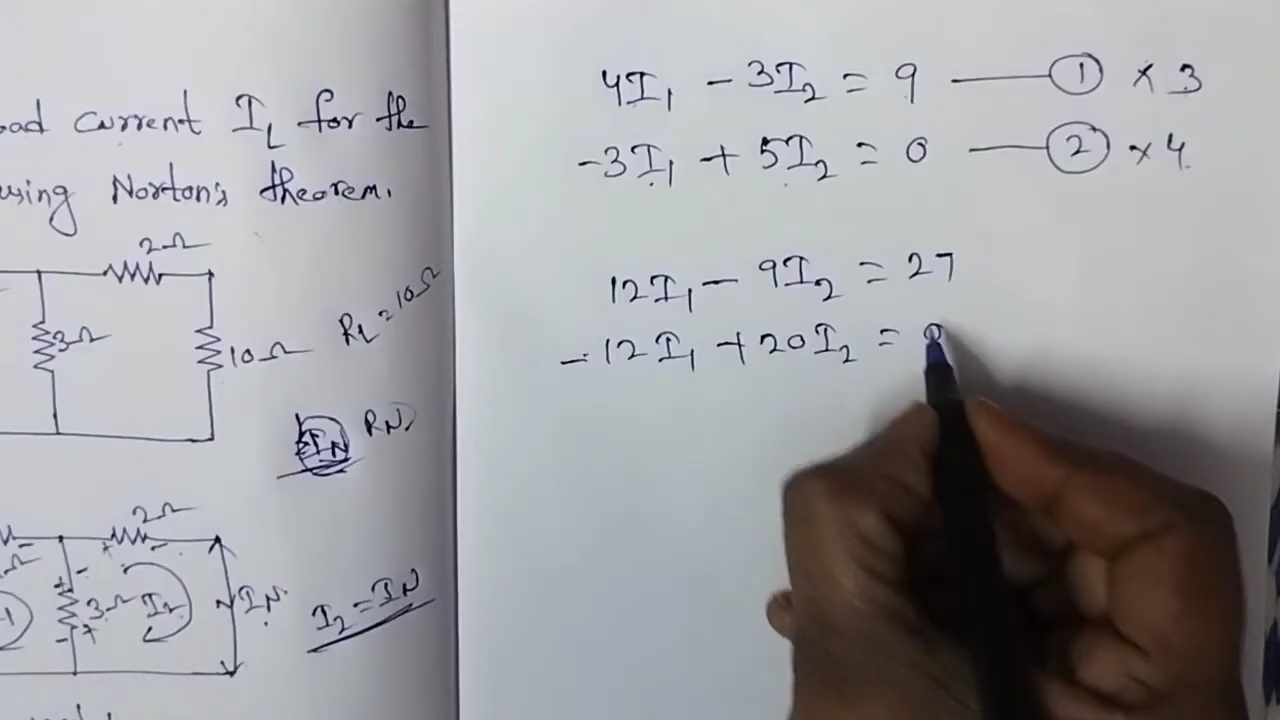 oad current I_L for the
using Norton's theorem.
2Ω
3Ω
10Ω
R_L = 10Ω
I_N R_N
2Ω
3Ω
I_2
I_N
I_2 = I_N
4I_1 - 3I_2 = 9 ① × 3
-3I_1 + 5I_2 = 0 ② × 4
12I_1 - 9I_2 = 27
-12I_1 + 20I_2 = 0